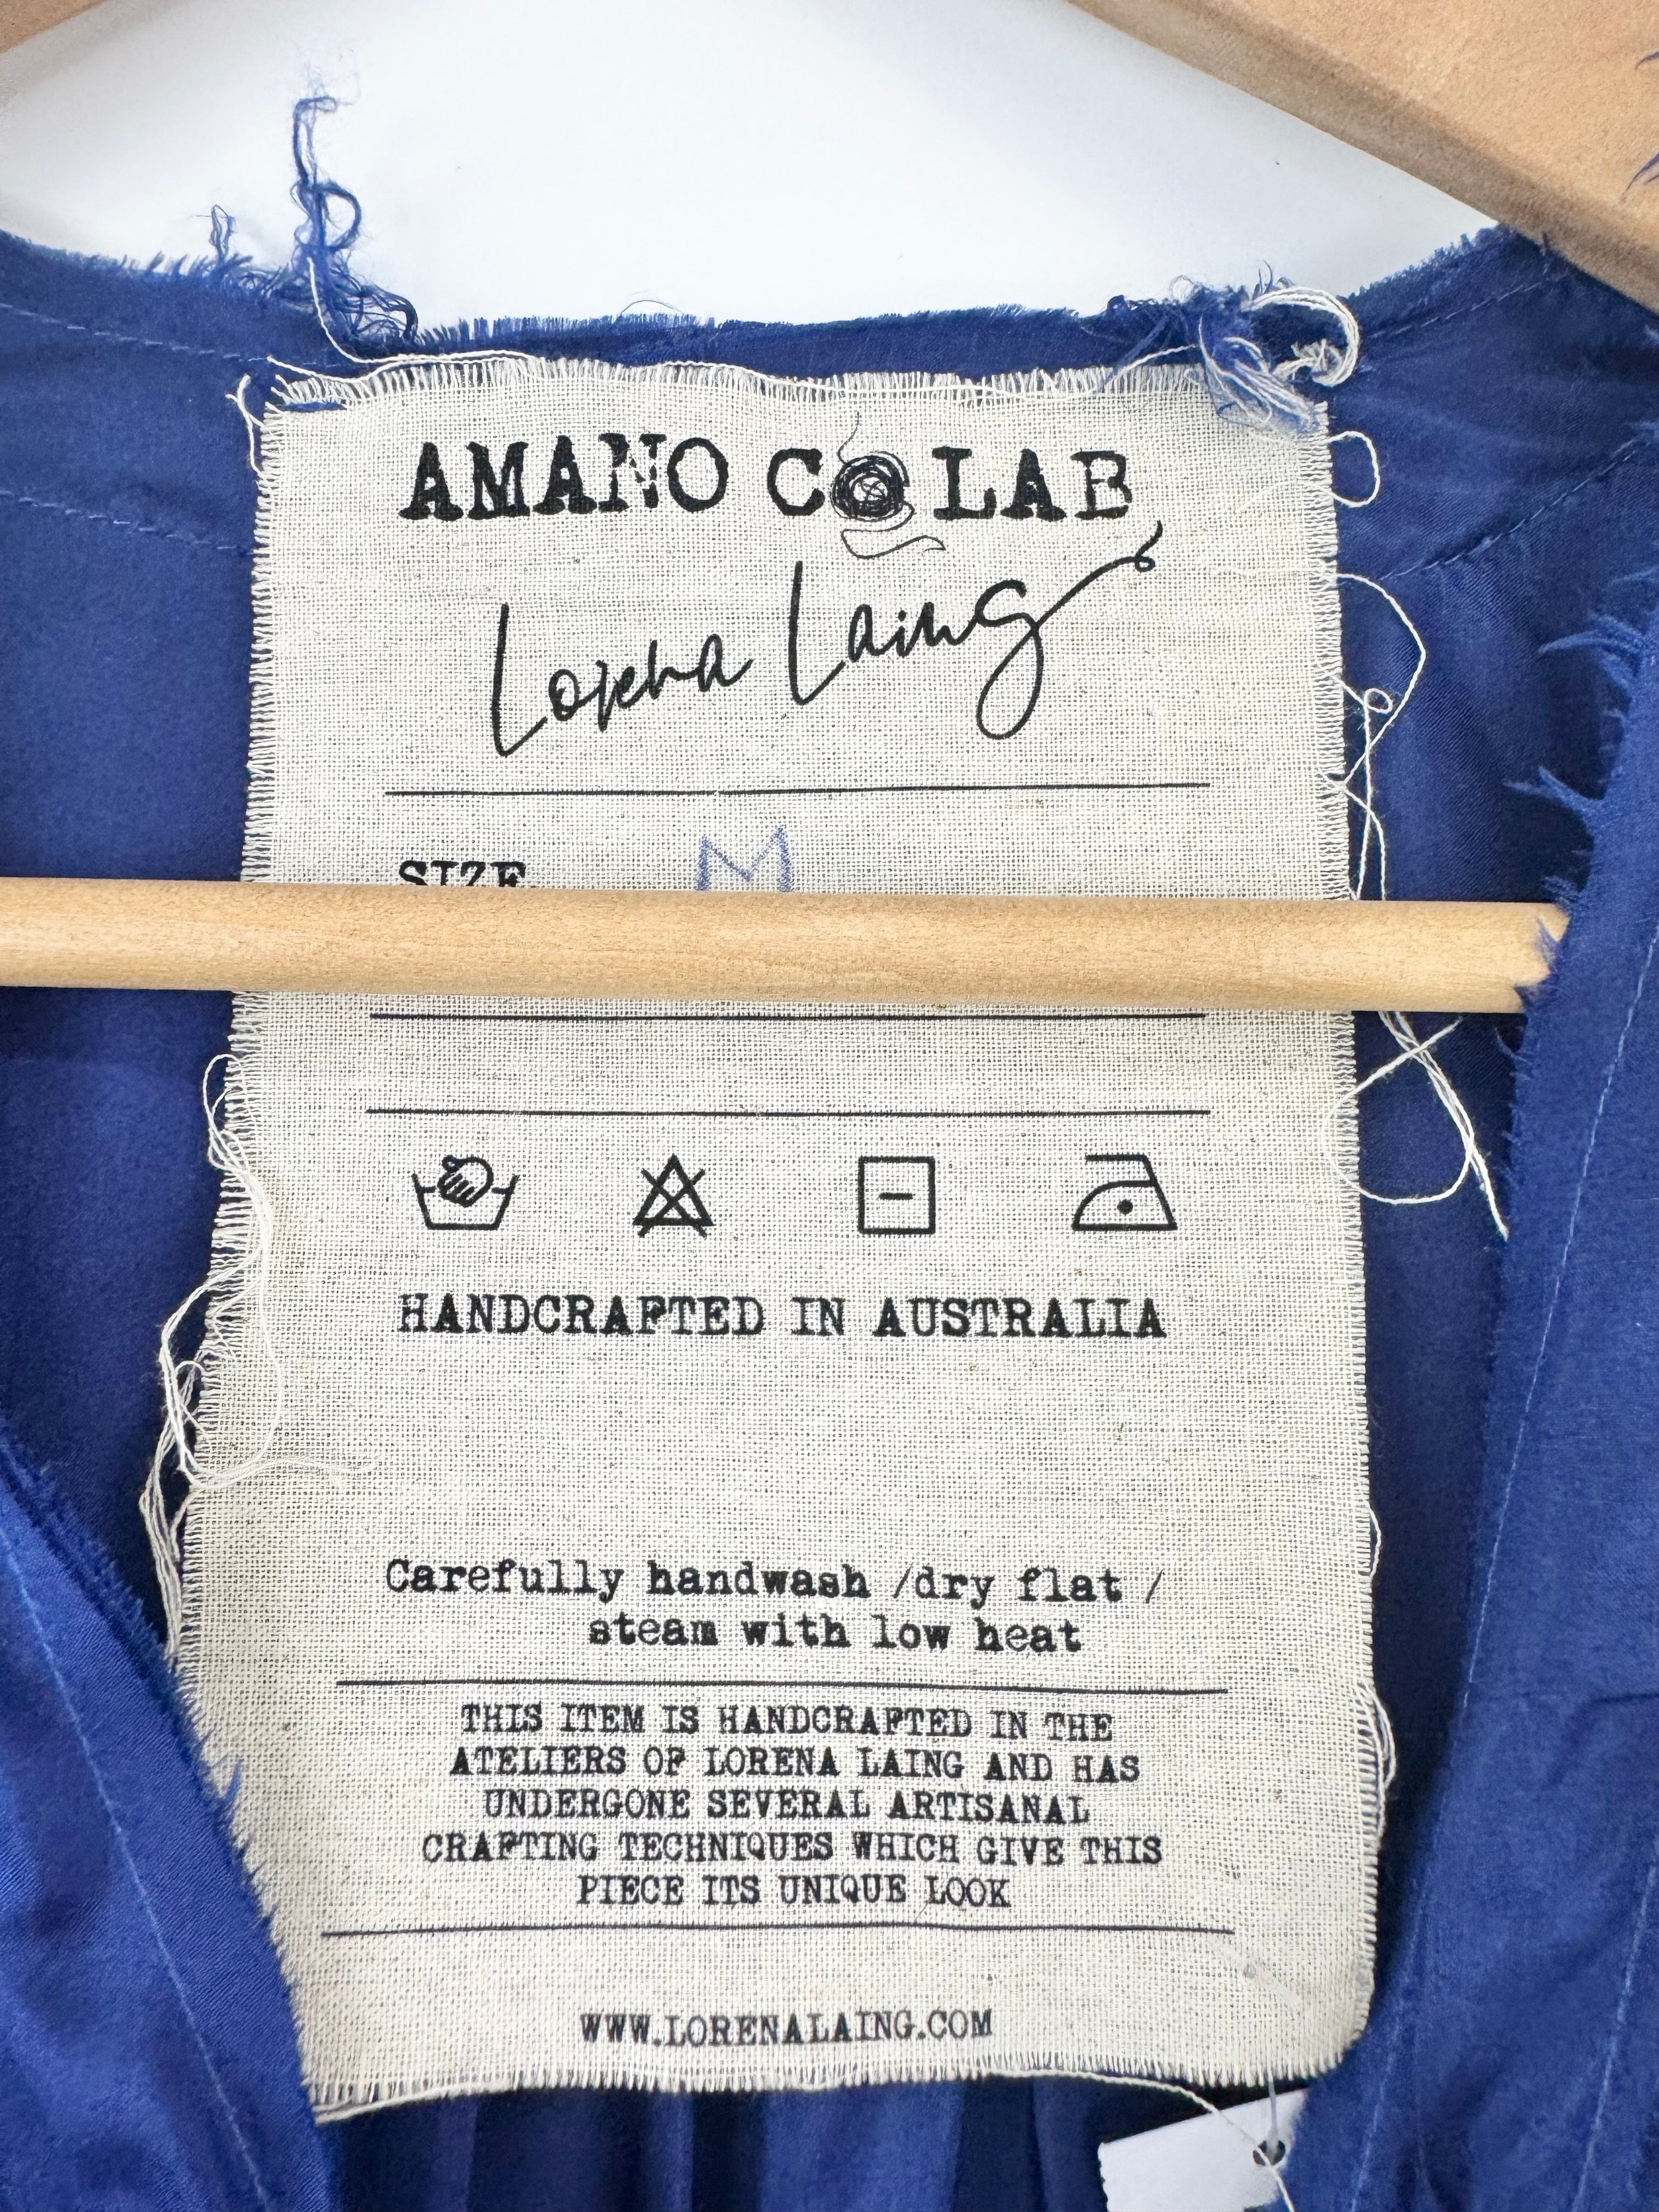 AMANO COLAB
Lorena Laing
SIZE M
HANDCRAFTED IN AUSTRALIA
Carefully handwash /dry flat /
steam with low heat
THIS ITEM IS HANDCRAFTED IN THE
ATELIERS OF LORENA LAING AND HAS
UNDERGONE SEVERAL ARTISANAL
CRAFTING TECHNIQUES WHICH GIVE THIS
PIECE ITS UNIQUE LOOK
WWW.LORENALAING.COM